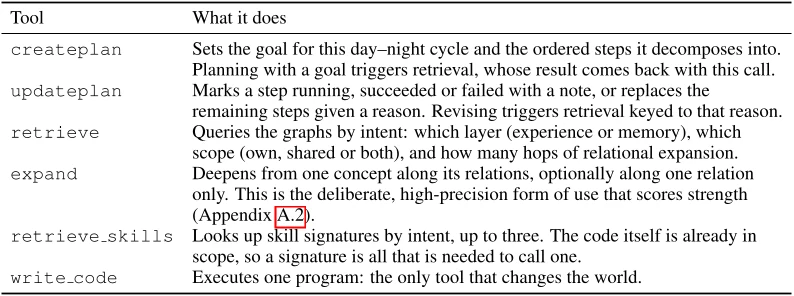 Tool What it does
createplan Sets the goal for this day–night cycle and the ordered steps it decomposes into.
Planning with a goal triggers retrieval, whose result comes back with this call.
updateplan Marks a step running, succeeded or failed with a note, or replaces the
remaining steps given a reason. Revising triggers retrieval keyed to that reason.
retrieve Queries the graphs by intent: which layer (experience or memory), which
scope (own, shared or both), and how many hops of relational expansion.
expand Deepens from one concept along its relations, optionally along one relation
only. This is the deliberate, high-precision form of use that scores strength
(Appendix A.2).
retrieve_skills Looks up skill signatures by intent, up to three. The code itself is already in
scope, so a signature is all that is needed to call one.
write_code Executes one program: the only tool that changes the world.